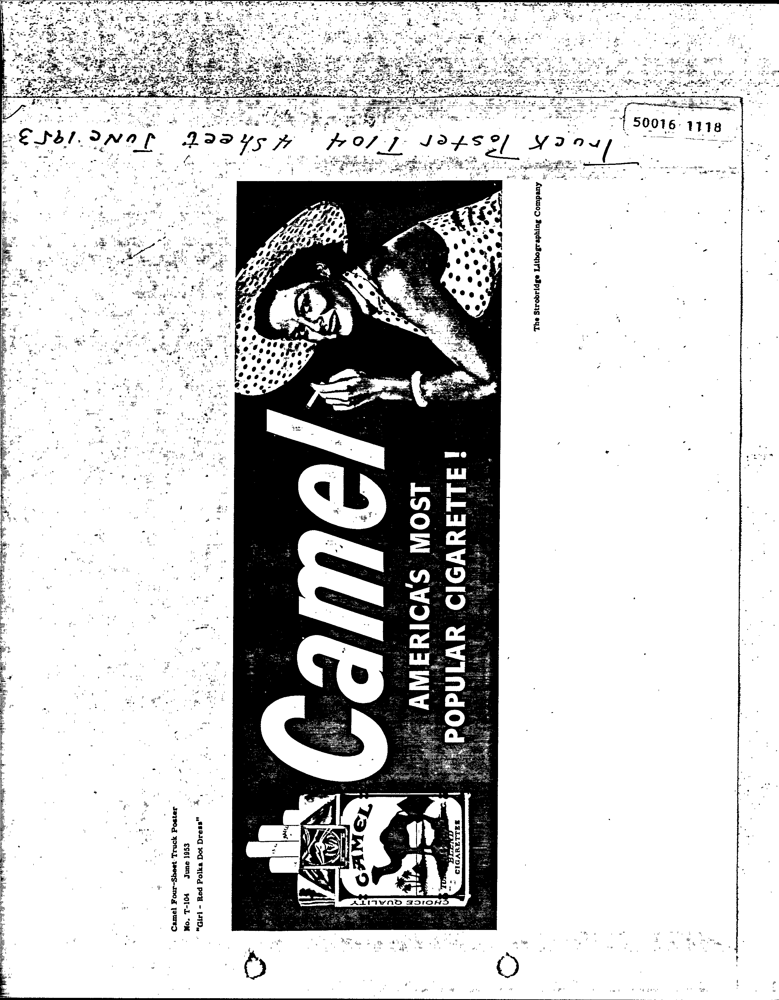 50016 1118
Truck Poster T104 4 Sheet June 1953
Camel Four-Sheet Truck Poster
No. T-104 June 1953
"Girl - Red Polka Dot Dress"
Camel
AMERICA'S MOST
POPULAR CIGARETTE!
CAMEL
BLEND
CIGARETTES
CHOICE QUALITY
The Strobridge Lithographing Company